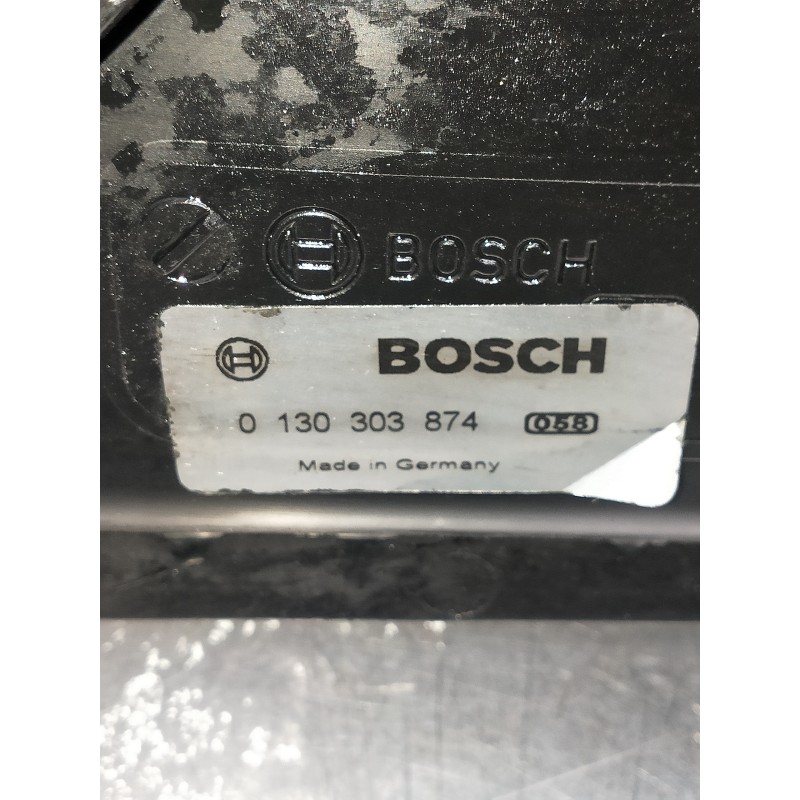 BOSCH
BOSCH
0 130 303 874 058
Made in Germany